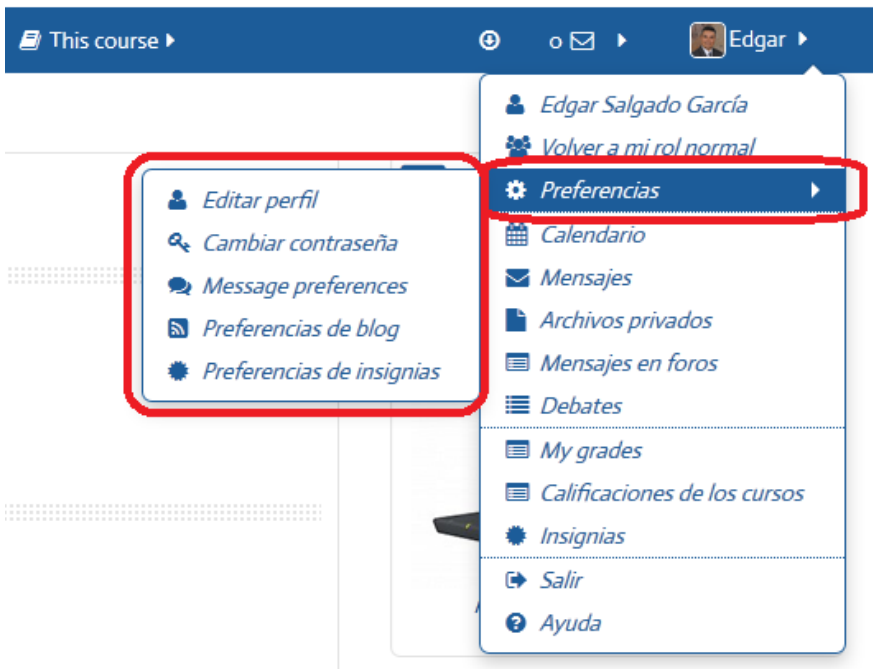 This course
o
Edgar
Edgar Salgado García
Volver a mi rol normal
Preferencias
Editar perfil
Cambiar contraseña
Message preferences
Preferencias de blog
Preferencias de insignias
Calendario
Mensajes
Archivos privados
Mensajes en foros
Debates
My grades
Calificaciones de los cursos
Insignias
Salir
Ayuda